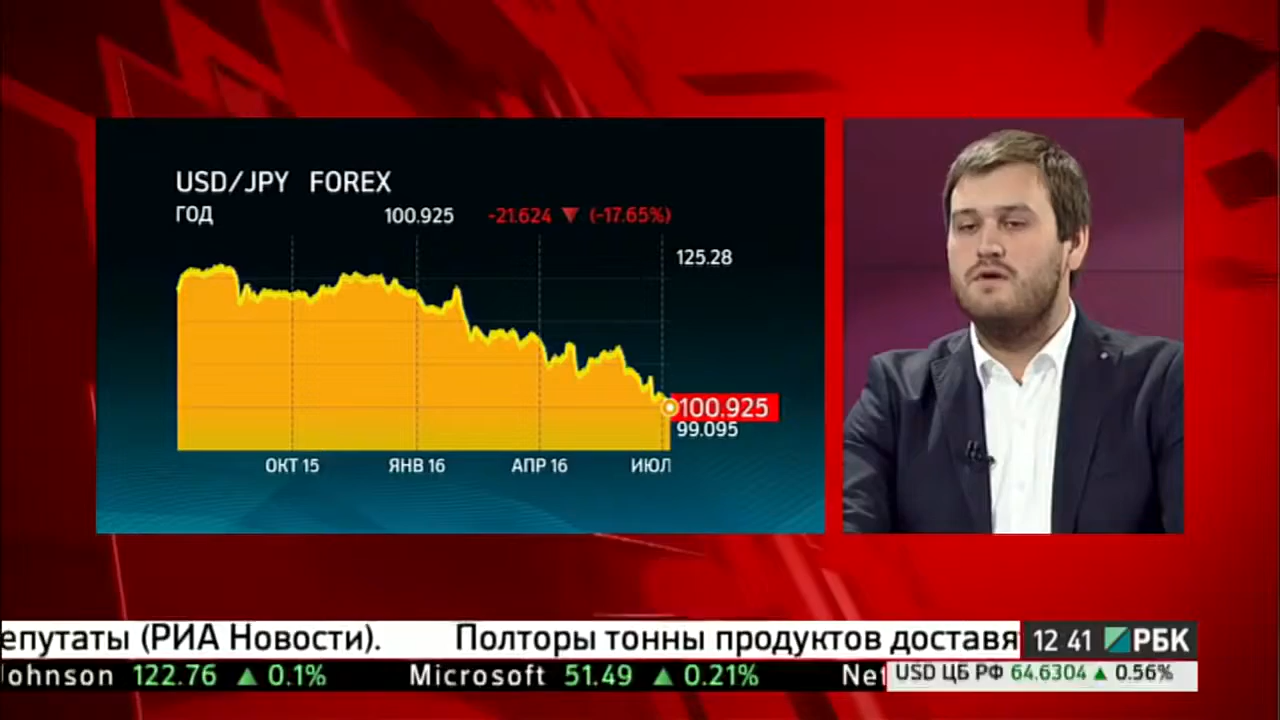 USD/JPY FOREX
ГОД 100.925 -21.624 ▼ (-17.65%)
125.28
100.925
99.095
ОКТ 15 ЯНВ 16 АПР 16 ИЮЛ
епутаты (РИА Новости). Полторы тонны продуктов доставя
12 41 РБК
Johnson 122.76 ▲ 0.1% Microsoft 51.49 ▲ 0.21% Net
USD ЦБ РФ 64.6304 ▲ 0.56%